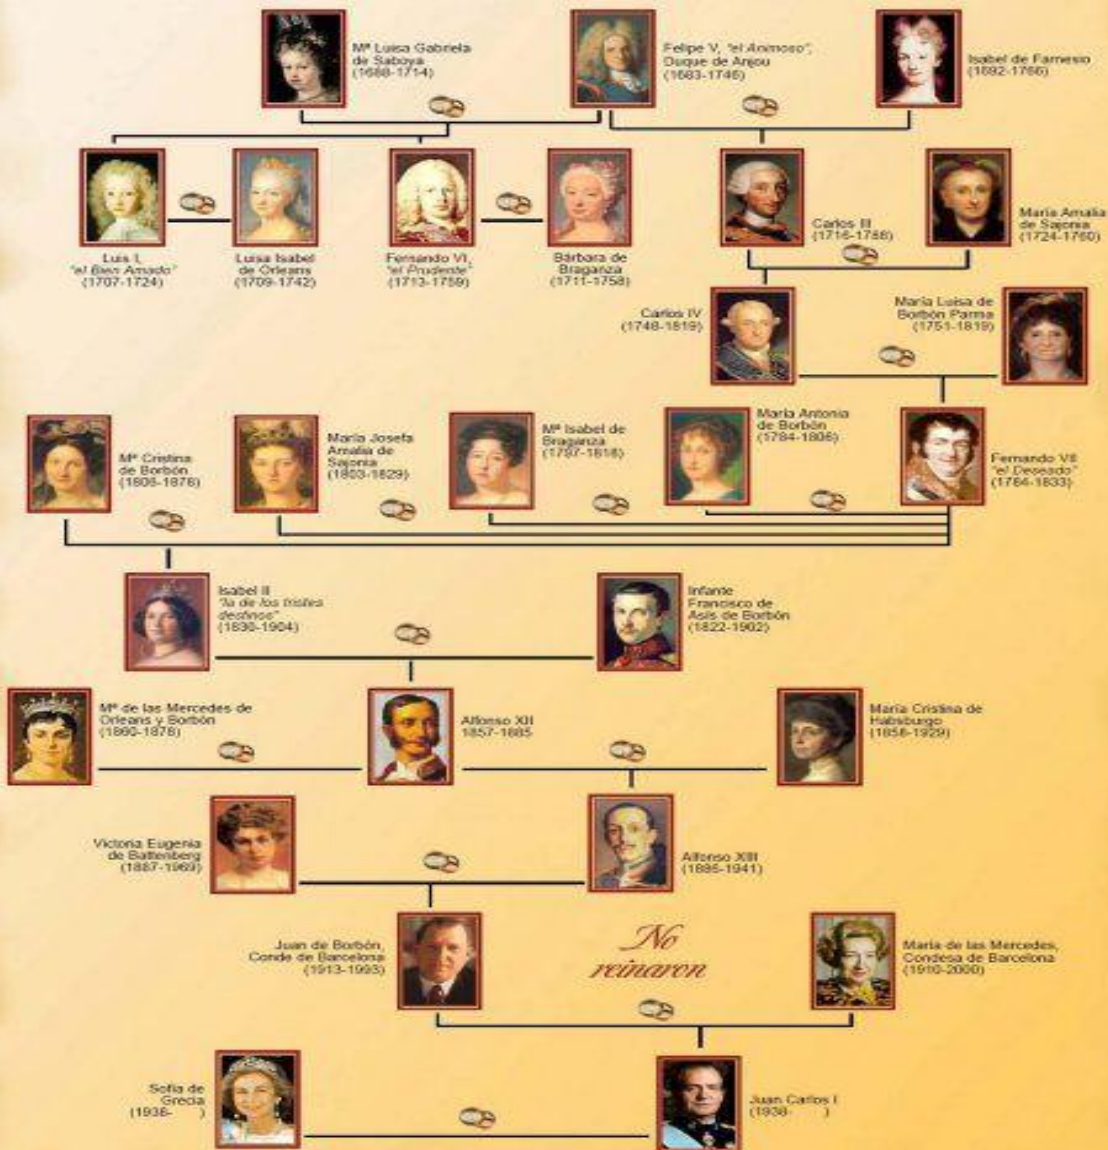 Mª Luisa Gabriela
de Saboya
(1688-1714)
Felipe V, "el Animoso",
Duque de Anjou
(1683-1746)
Isabel de Farnesio
(1692-1766)
Luis I,
"el Bien Amado"
(1707-1724)
Luisa Isabel
de Orleans
(1709-1742)
Fernando VI,
"el Prudente"
(1713-1759)
Bárbara de
Braganza
(1711-1758)
Carlos III
(1716-1788)
María Amalia
de Sajonia
(1724-1760)
Carlos IV
(1748-1819)
María Luisa de
Borbón Parma
(1751-1819)
Mª Cristina
de Borbón
(1806-1878)
María Josefa
Amalia de
Sajonia
(1803-1829)
Mª Isabel de
Braganza
(1797-1818)
María Antonia
de Borbón
(1784-1806)
Fernando VII
"el Deseado"
(1784-1833)
Isabel II
"la de los tristes
destinos"
(1830-1904)
Infante
Francisco de
Asís de Borbón
(1822-1902)
Mª de las Mercedes de
Orleans y Borbón
(1860-1878)
Alfonso XII
1857-1885
María Cristina de
Habsburgo
(1858-1929)
Victoria Eugenia
de Battenberg
(1887-1969)
Alfonso XIII
(1886-1941)
Juan de Borbón,
Conde de Barcelona
(1913-1993)
No
reinaron
María de las Mercedes,
Condesa de Barcelona
(1910-2000)
Sofía de
Grecia
(1938- )
Juan Carlos I
(1938- )